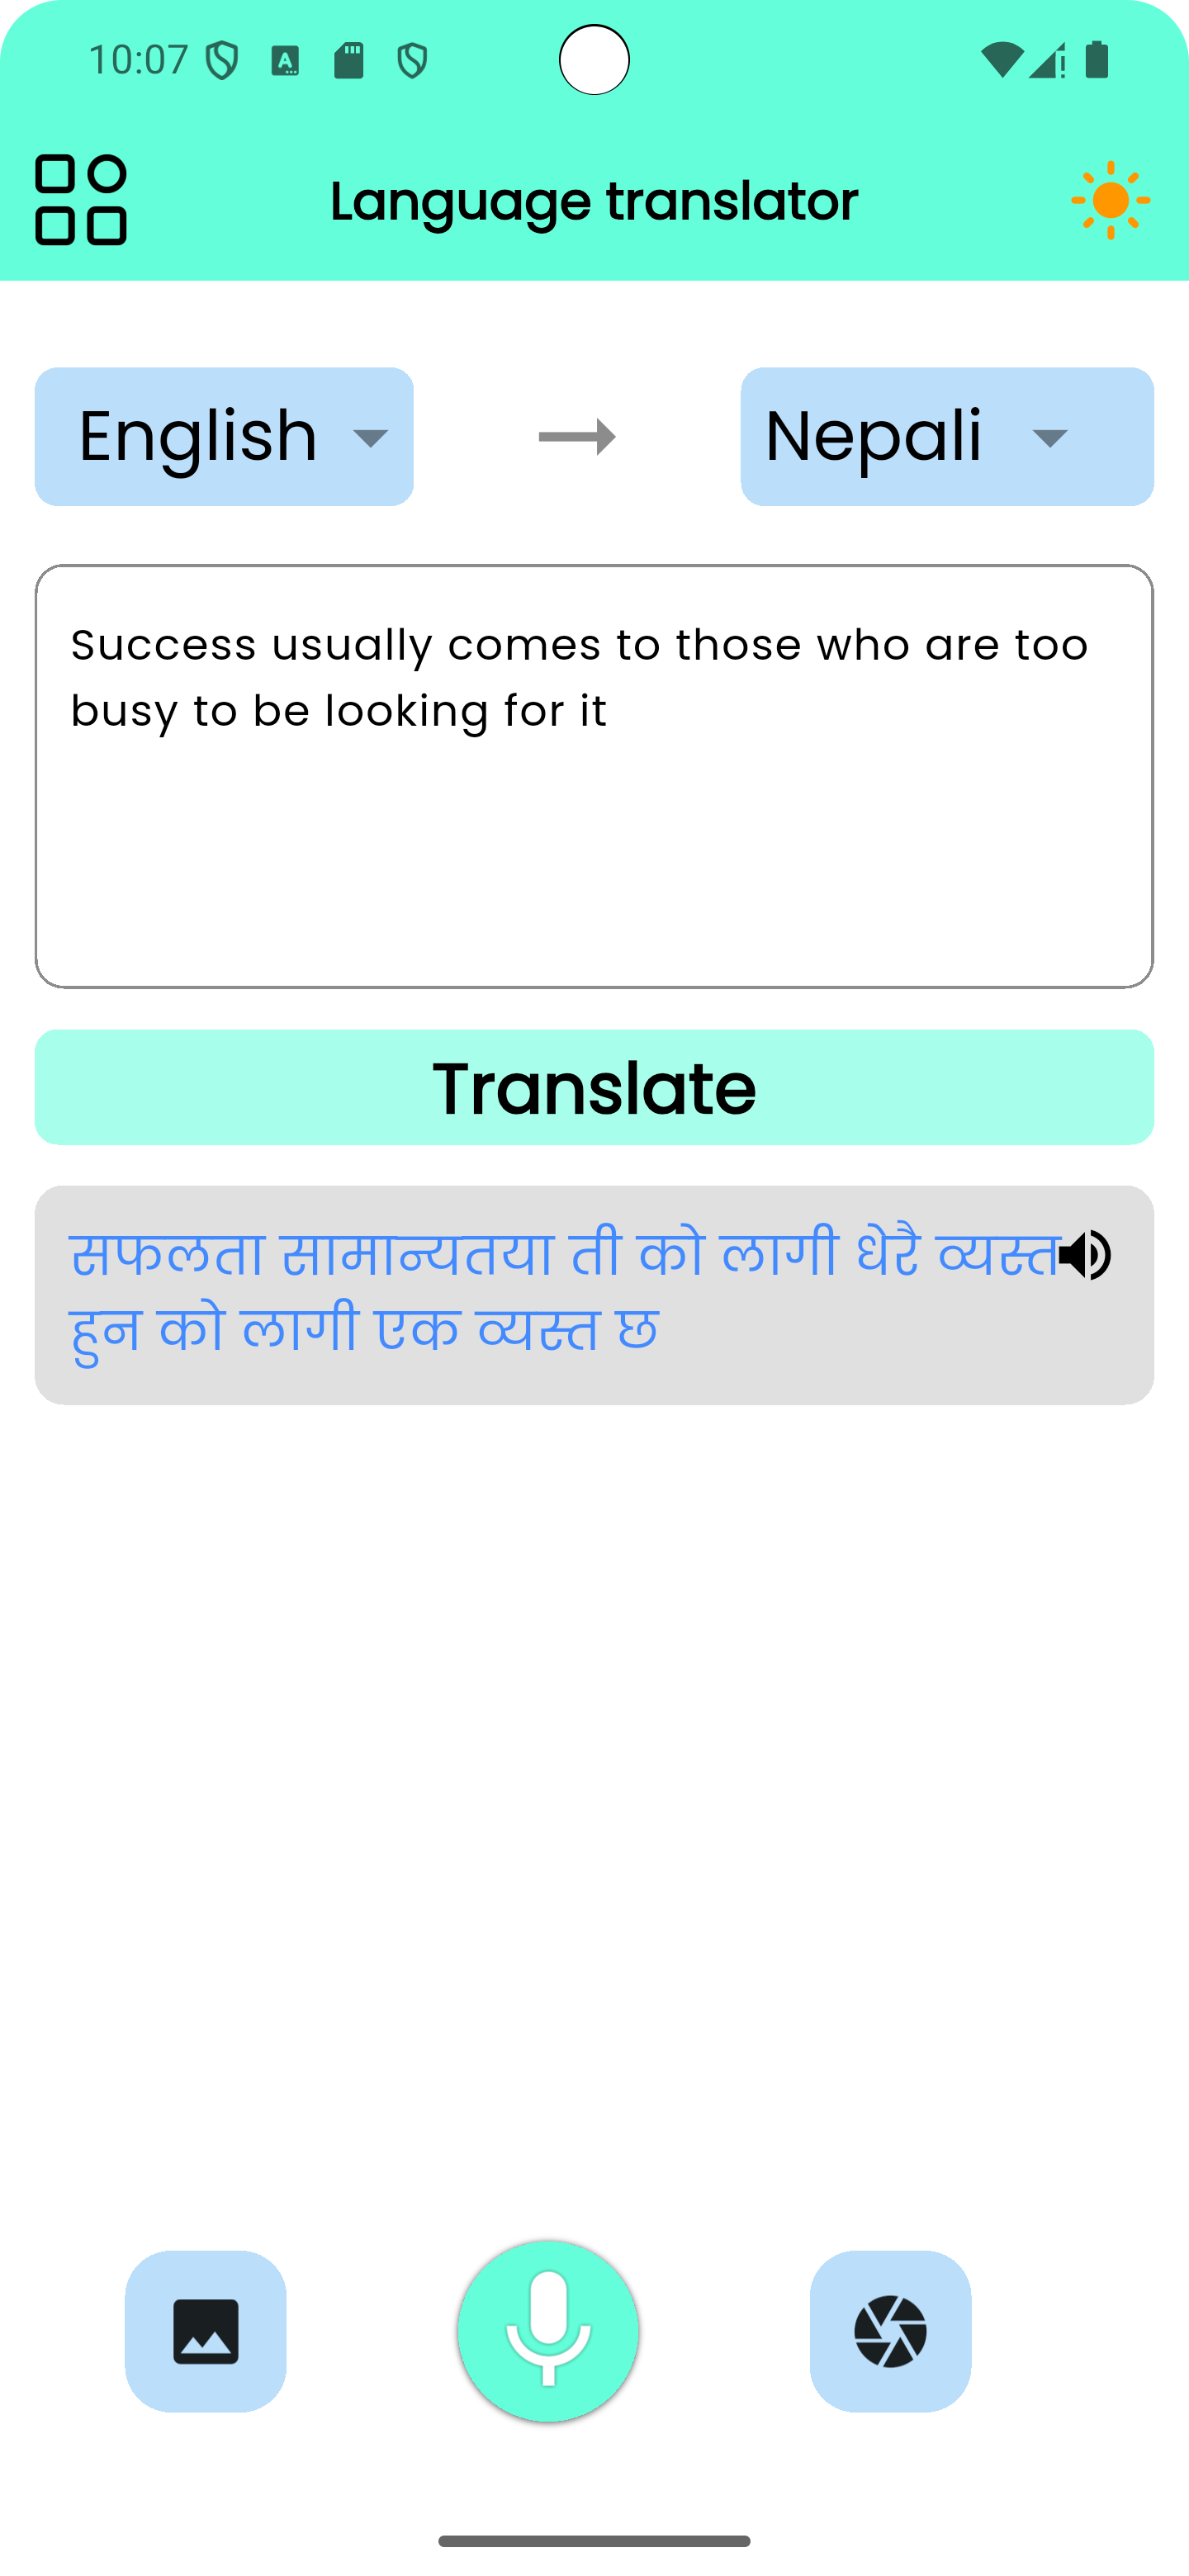 10:07
Language translator
English
Nepali
Success usually comes to those who are too
busy to be looking for it
Translate
सफलता सामान्यतया ती को लागी धेरै व्यस्त
हुन को लागी एक व्यस्त छ